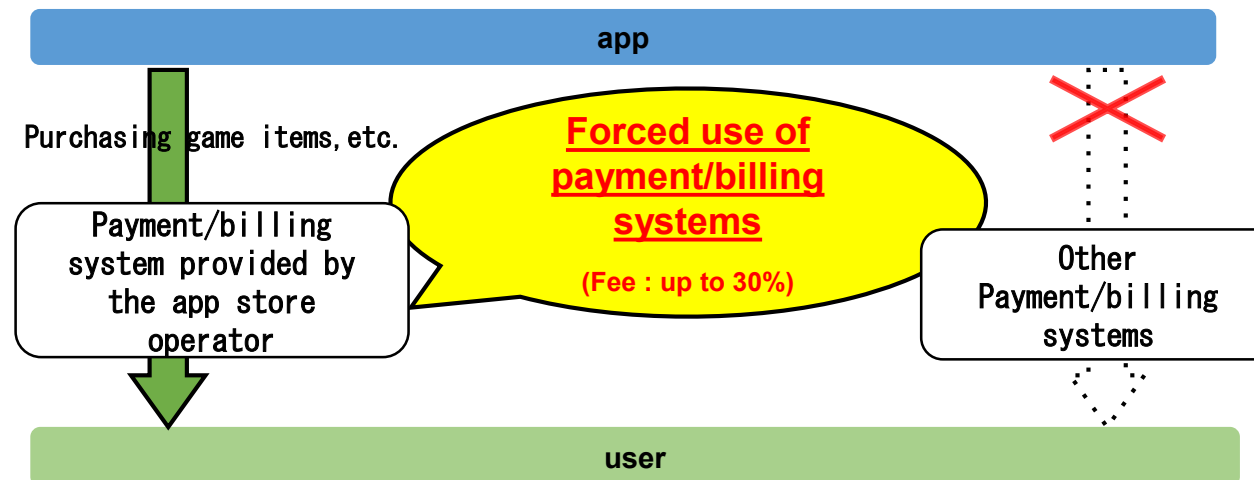 app
Purchasing game items, etc.
Forced use of
payment/billing
systems
(Fee : up to 30%)
Payment/billing
system provided by
the app store
operator
Other
Payment/billing
systems
user